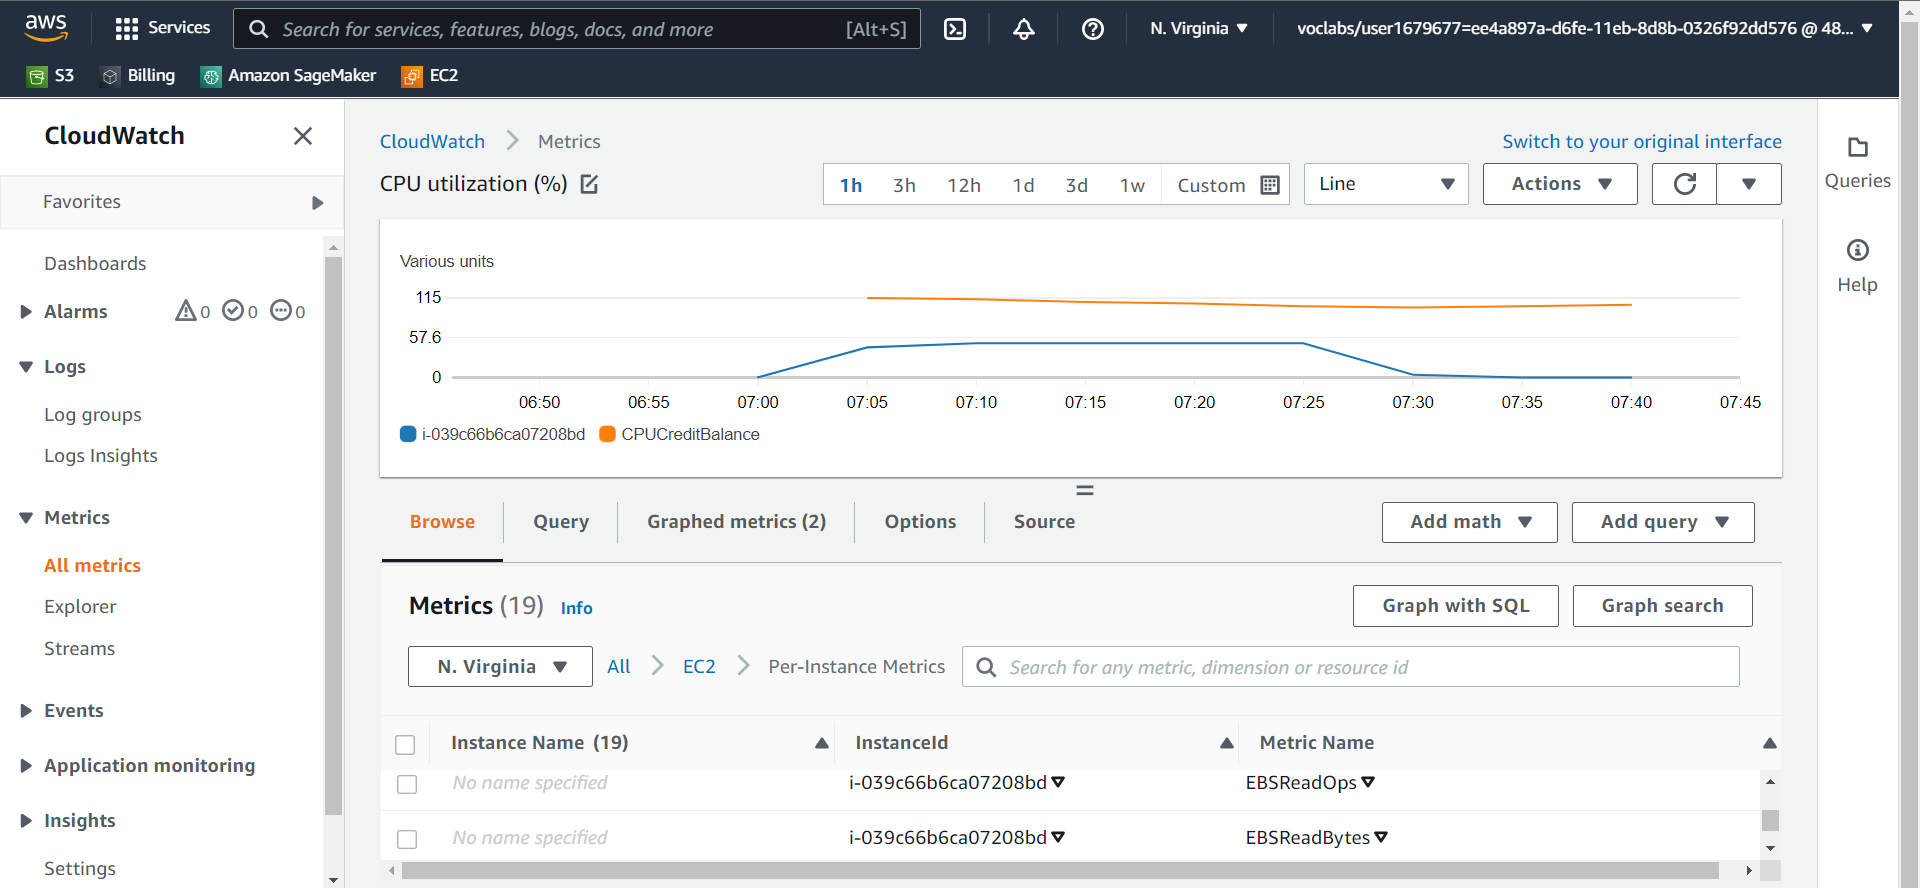 aws
Services
Search for services, features, blogs, docs, and more [Alt+S]
N. Virginia
voclabs/user1679677=ee4a897a-d6fe-11eb-8d8b-0326f92dd576 @ 48...
S3
Billing
Amazon SageMaker
EC2
CloudWatch
Favorites
Dashboards
Alarms 0 0 0
Logs
Log groups
Logs Insights
Metrics
All metrics
Explorer
Streams
Events
Application monitoring
Insights
Settings
CloudWatch Metrics
Switch to your original interface
CPU utilization (%)
1h 3h 12h 1d 3d 1w Custom
Line
Actions
Various units
115
57.6
0
06:50 06:55 07:00 07:05 07:10 07:15 07:20 07:25 07:30 07:35 07:40 07:45
i-039c66b6ca07208bd CPUCreditBalance
Browse Query Graphed metrics (2) Options Source
Add math
Add query
Metrics (19) Info
Graph with SQL
Graph search
N. Virginia
All EC2 Per-Instance Metrics
Search for any metric, dimension or resource id
Instance Name (19) InstanceId Metric Name
No name specified i-039c66b6ca07208bd EBSReadOps
No name specified i-039c66b6ca07208bd EBSReadBytes
Queries
Help